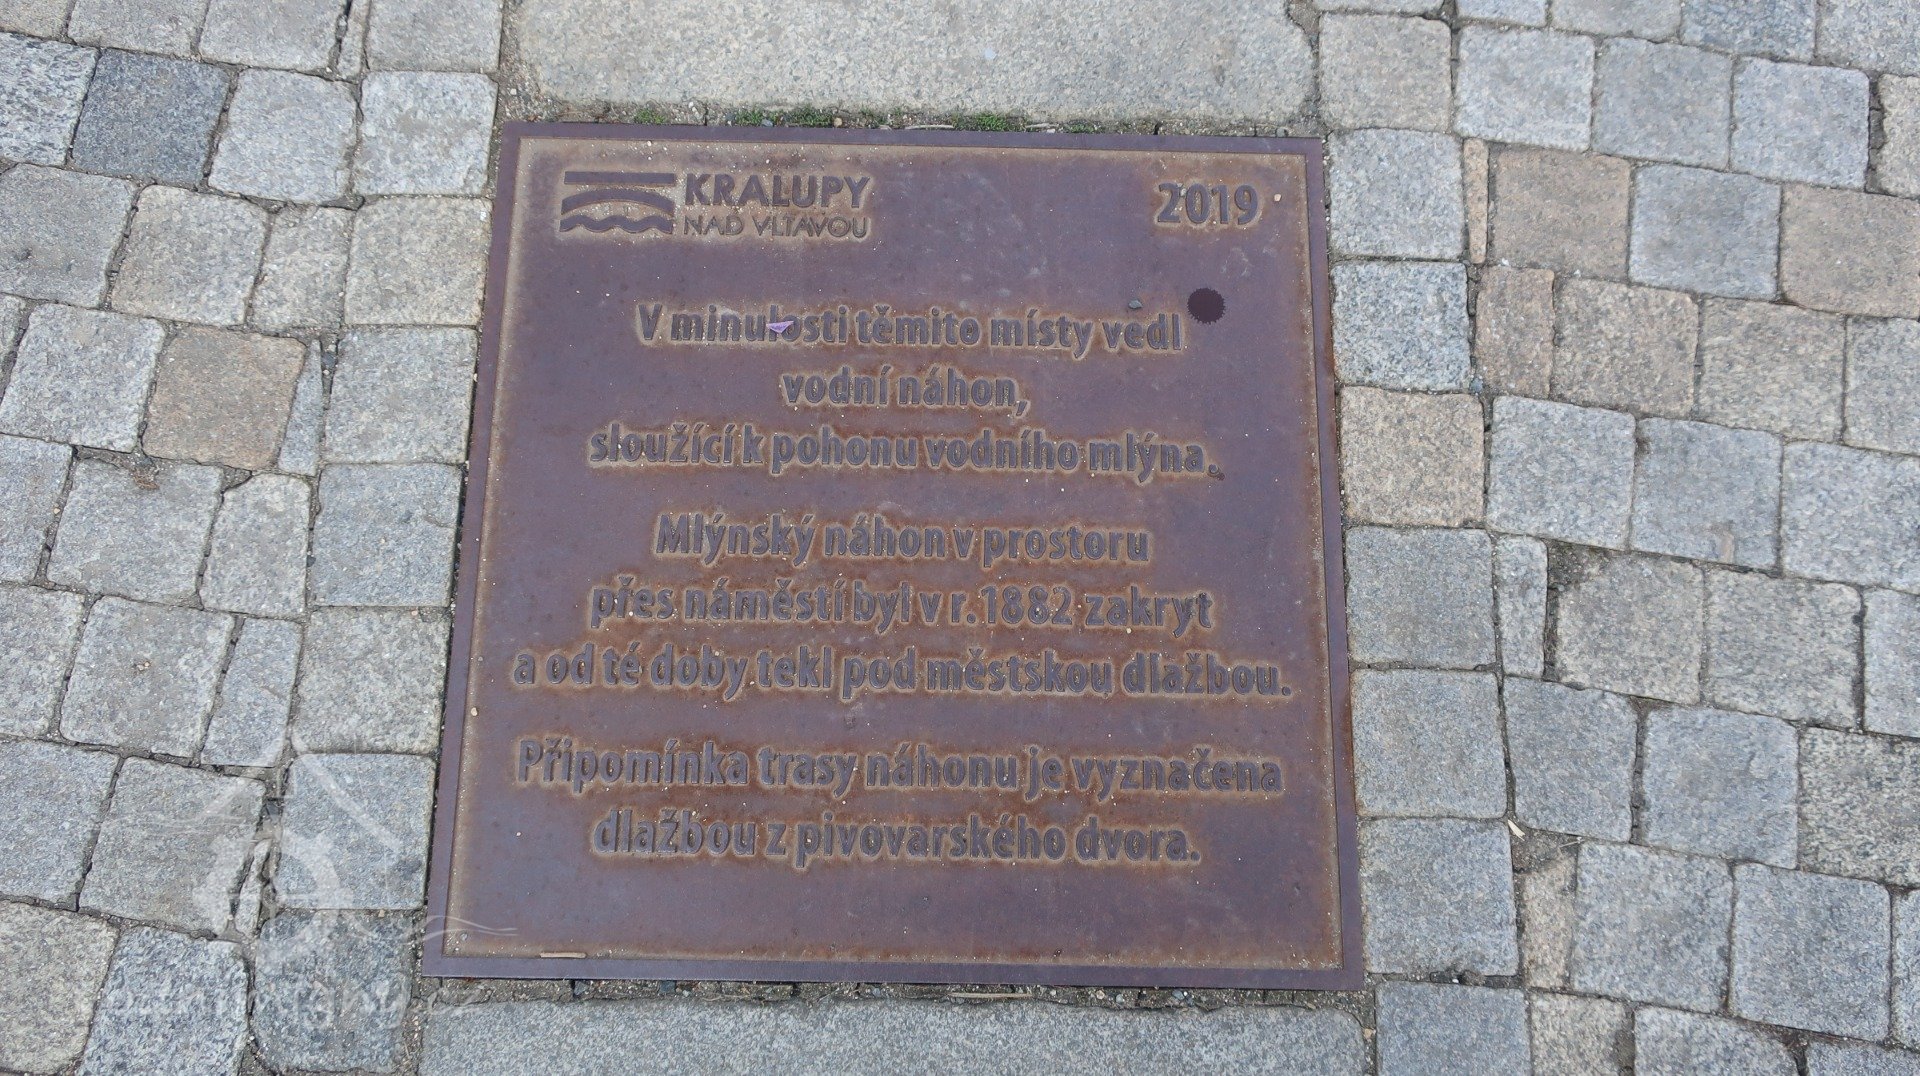 KRALUPY
NAD VLTAVOU
2019
V minulosti těmito místy vedl
vodní náhon,
sloužící k pohonu vodního mlýna.
Mlýnský náhon v prostoru
přes náměstí byl v r. 1882 zakryt
a od té doby tekl pod městskou dlažbou.
Připomínka trasy náhonu je vyznačena
dlažbou z pivovarského dvora.